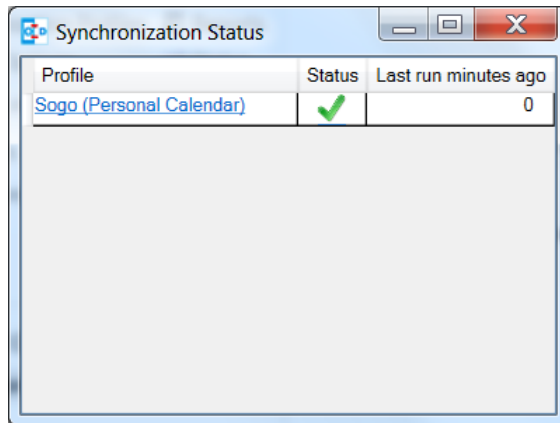 Synchronization Status
Profile Status Last run minutes ago
Sogo (Personal Calendar) 0